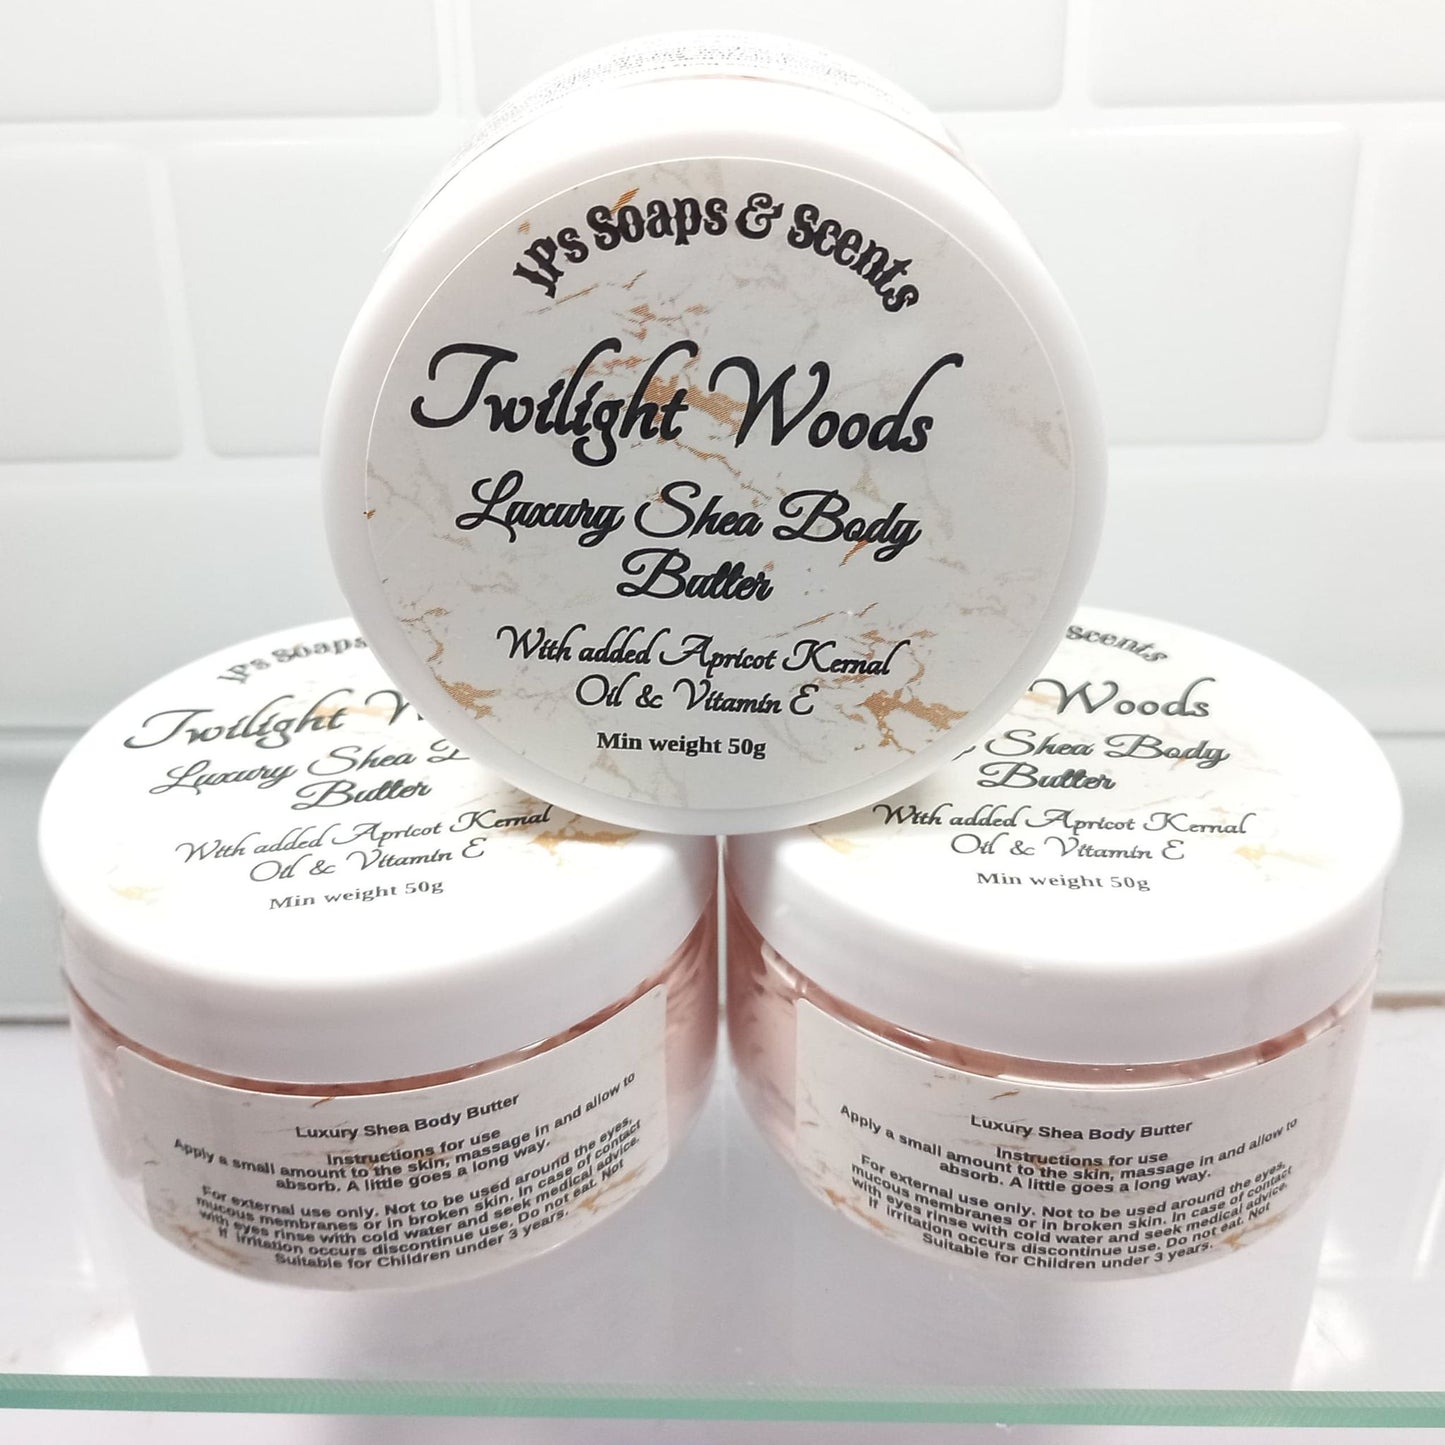 JPs Soaps & Scents
Twilight Woods
Luxury Shea Body
Butter
With added Apricot Kernal
Oil & Vitamin E
Min weight 50g
JPs Soaps
Twilight
Luxury Shea
Butter
With added Apricot Kernal
Oil & Vitamin E
Min weight 50g
Luxury Shea Body Butter
Instructions for use
Apply a small amount to the skin, massage in and allow to
absorb. A little goes a long way.
For external use only. Not to be used around the eyes,
mucous membranes or in broken skin. In case of contact
with eyes rinse with cold water and seek medical advice.
If irritation occurs discontinue use. Do not eat. Not
Suitable for Children under 3 years.
Scents
Woods
Shea Body
Butter
With added Apricot Kernal
Oil & Vitamin E
Min weight 50g
Luxury Shea Body Butter
Instructions for use
Apply a small amount to the skin, massage in and allow to
absorb. A little goes a long way.
For external use only. Not to be used around the eyes,
mucous membranes or in broken skin. In case of contact
with eyes rinse with cold water and seek medical advice.
If irritation occurs discontinue use. Do not eat. Not
Suitable for Children under 3 years.